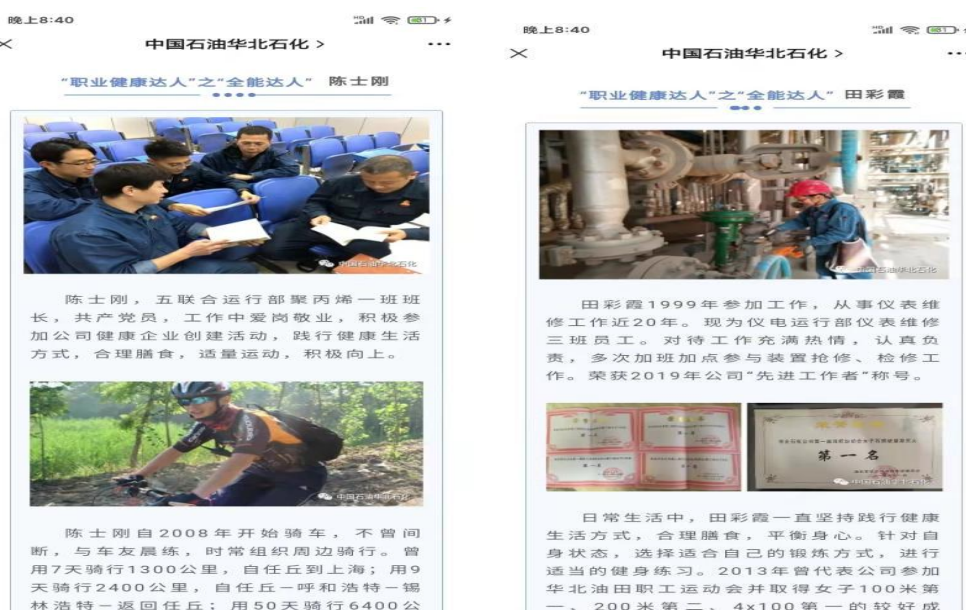 晚上8:40
中国石油华北石化 >
“职业健康达人”之“全能达人” 陈士刚
中国石油华北石化
陈士刚，五联合运行部聚丙烯一班班
长，共产党员，工作中爱岗敬业，积极参
加公司健康企业创建活动，践行健康生活
方式，合理膳食，适量运动，积极向上。
中国石油华北石化
陈士刚自2008年开始骑车，不曾间
断，与车友晨练，时常组织周边骑行。曾
用7天骑行1300公里，自任丘到上海；用9
天骑行2400公里，自任丘—呼和浩特—锡
林浩特—返回任丘；用50天骑行6400公
晚上8:40
中国石油华北石化 >
“职业健康达人”之“全能达人” 田彩霞
中国石油华北石化
田彩霞1999年参加工作，从事仪表维
修工作近20年。现为仪电运行部仪表维修
三班员工。对待工作充满热情，认真负
责，多次加班加点参与装置抢修、检修工
作。荣获2019年公司“先进工作者”称号。
第一名
中国石油华北石化
日常生活中，田彩霞一直坚持践行健康
生活方式，合理膳食，平衡身心。针对自
身状态，选择适合自己的锻炼方式，进行
适当的健身练习。2013年曾代表公司参加
华北油田职工运动会并取得女子100米第
一、200米第二、4x100第一的较好成